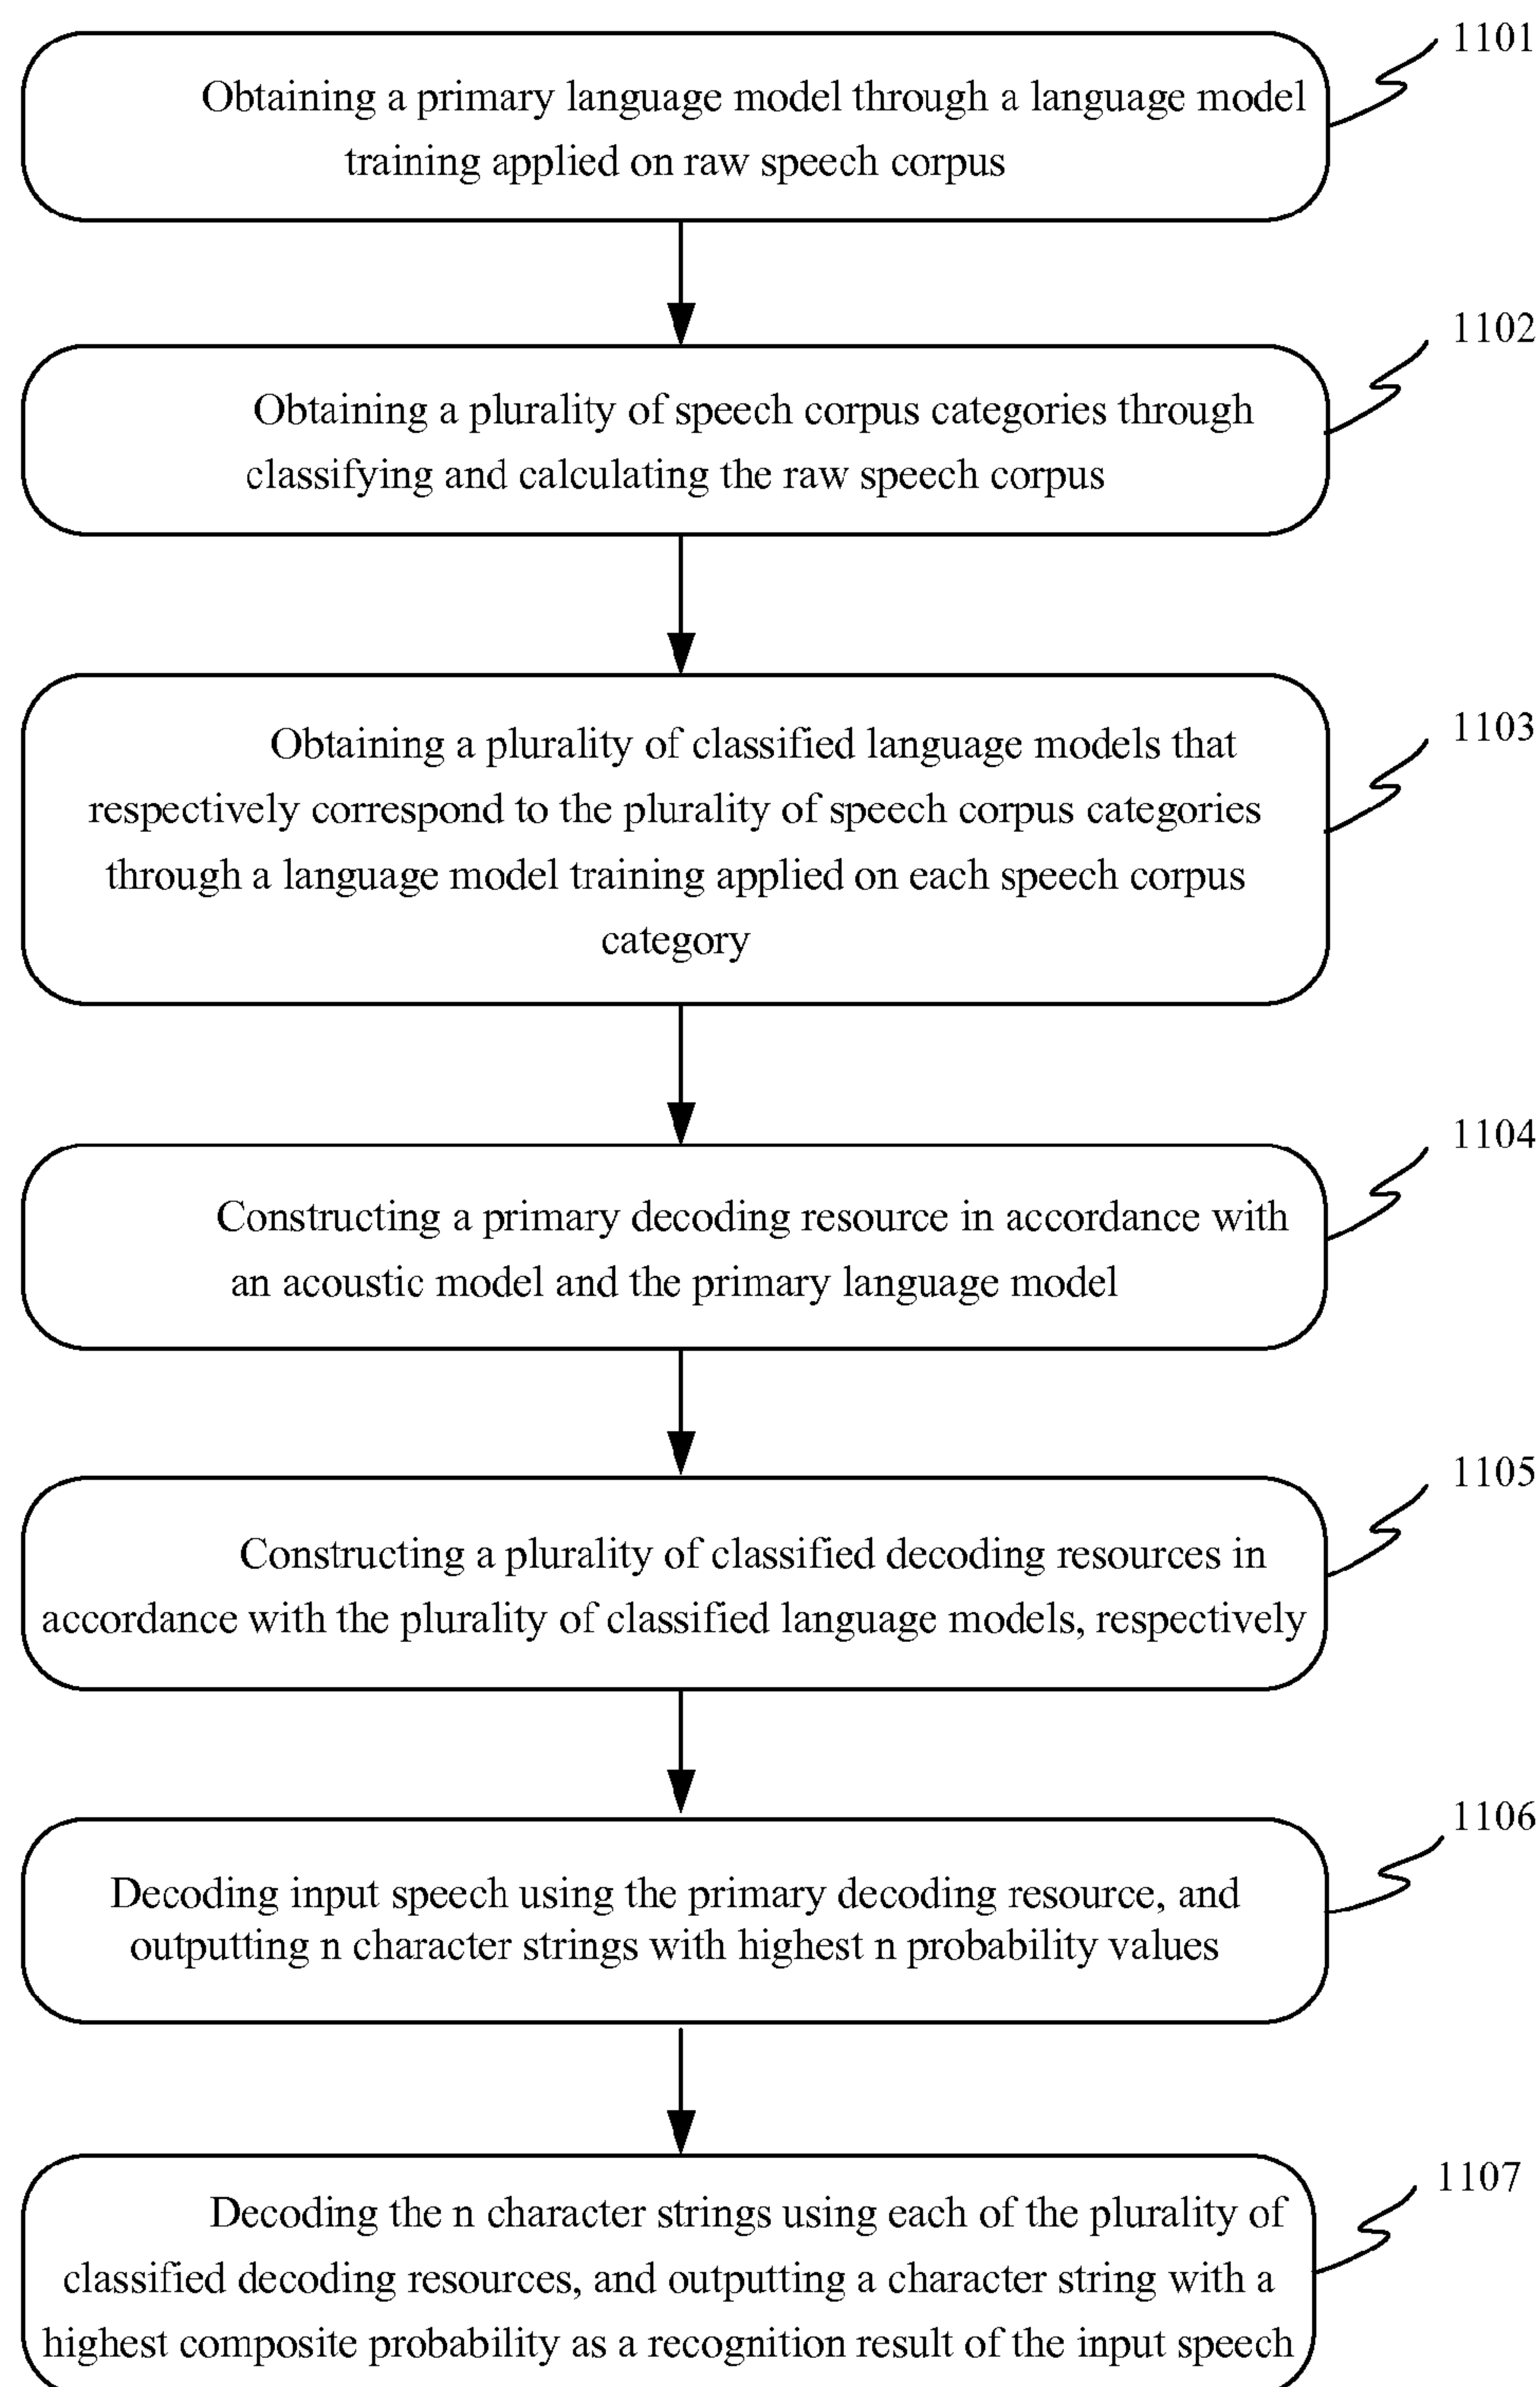 1101
Obtaining a primary language model through a language model
training applied on raw speech corpus
1102
Obtaining a plurality of speech corpus categories through
classifying and calculating the raw speech corpus
1103
Obtaining a plurality of classified language models that
respectively correspond to the plurality of speech corpus categories
through a language model training applied on each speech corpus
category
1104
Constructing a primary decoding resource in accordance with
an acoustic model and the primary language model
1105
Constructing a plurality of classified decoding resources in
accordance with the plurality of classified language models, respectively
1106
Decoding input speech using the primary decoding resource, and
outputting n character strings with highest n probability values
1107
Decoding the n character strings using each of the plurality of
classified decoding resources, and outputting a character string with a
highest composite probability as a recognition result of the input speech